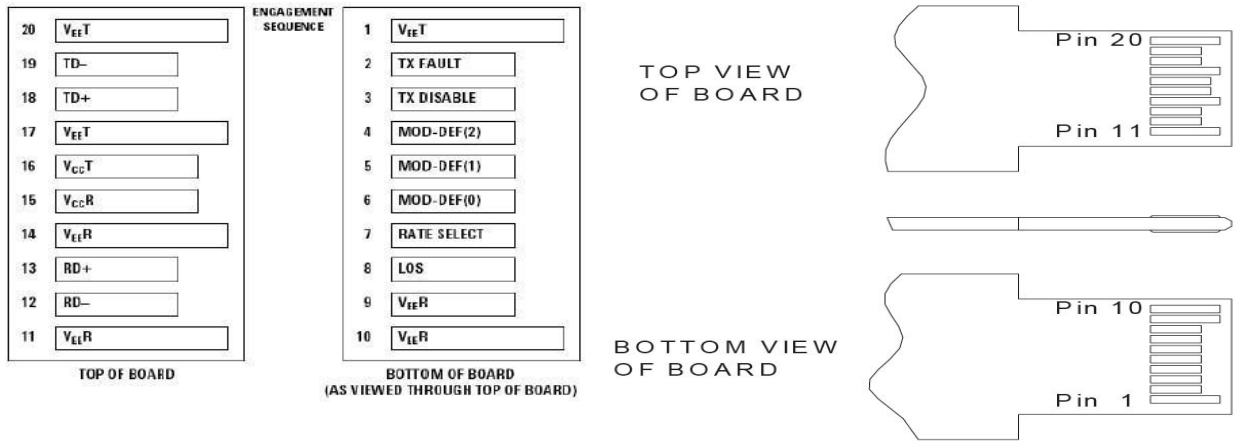 ENGAGEMENT
SEQUENCE
20 VEET
19 TD–
18 TD+
17 VEET
16 VCCT
15 VCCR
14 VEER
13 RD+
12 RD–
11 VEER
TOP OF BOARD
1 VEET
2 TX FAULT
3 TX DISABLE
4 MOD-DEF(2)
5 MOD-DEF(1)
6 MOD-DEF(0)
7 RATE SELECT
8 LOS
9 VEER
10 VEER
BOTTOM OF BOARD
(AS VIEWED THROUGH TOP OF BOARD)
TOP VIEW
OF BOARD
Pin 20
Pin 11
BOTTOM VIEW
OF BOARD
Pin 10
Pin 1